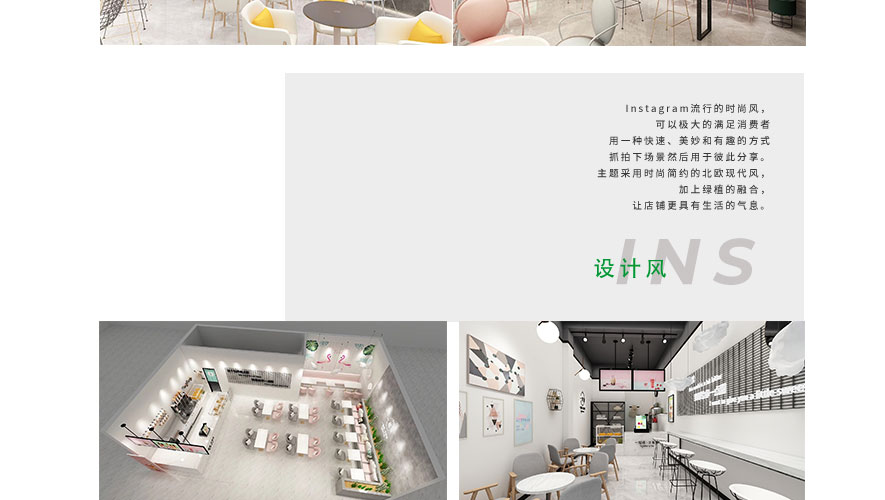 Instagram流行的时尚风，
可以极大的满足消费者
用一种快速、美妙和有趣的方式
抓拍下场景然后用于彼此分享。
主题采用时尚简约的北欧现代风，
加上绿植的融合，
让店铺更具有生活的气息。
INS
设计风